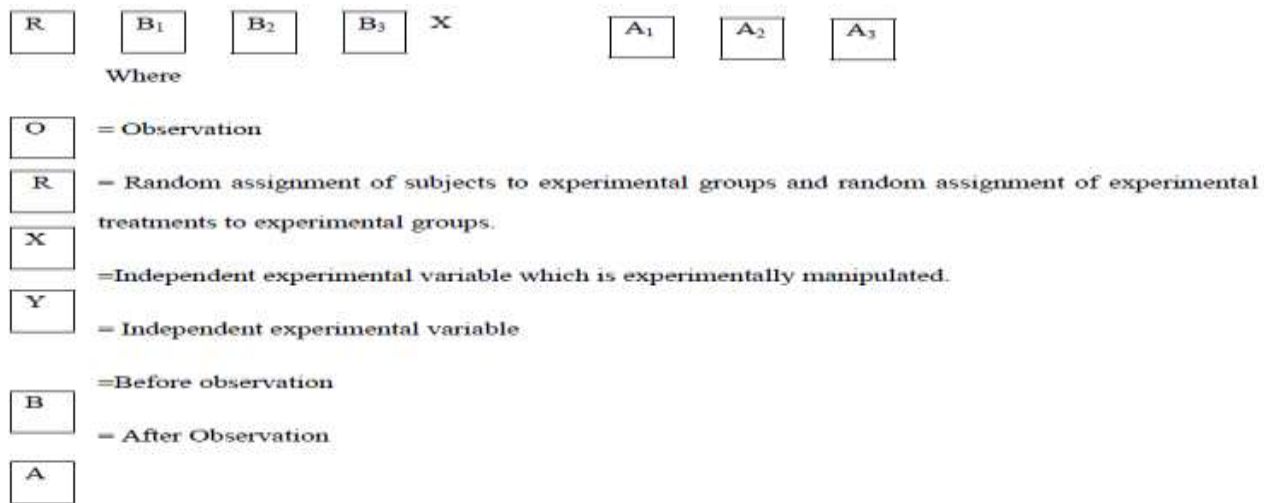 R B₁ B₂ B₃ X A₁ A₂ A₃
Where
O = Observation
R = Random assignment of subjects to experimental groups and random assignment of experimental
treatments to experimental groups.
X
=Independent experimental variable which is experimentally manipulated.
Y
= Independent experimental variable
=Before observation
B
= After Observation
A